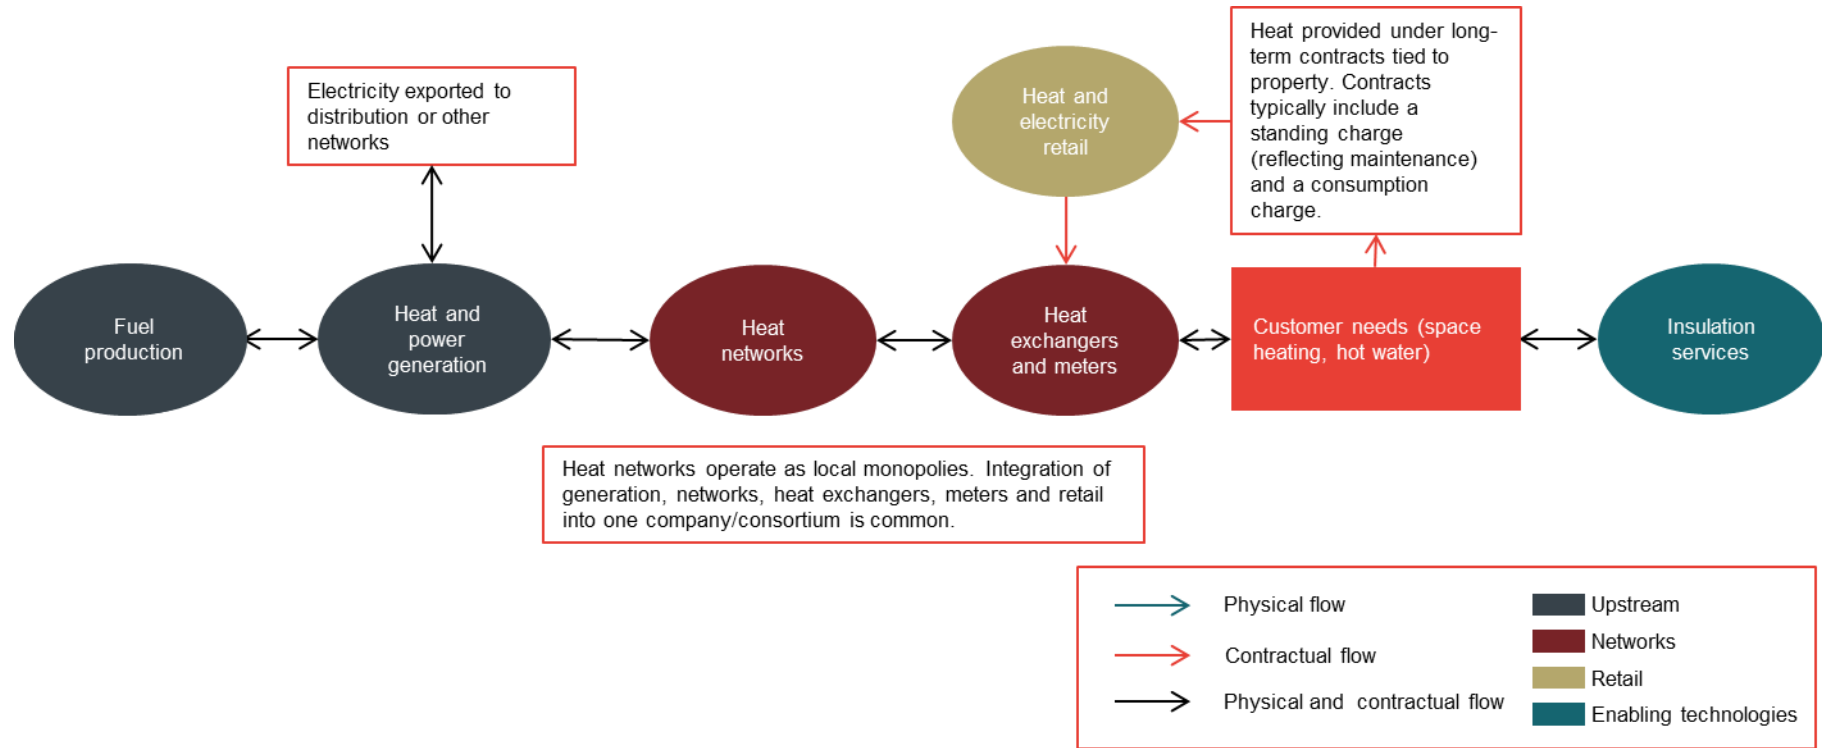 Electricity exported to
distribution or other
networks
Heat and
electricity
retail
Heat provided under long-
term contracts tied to
property. Contracts
typically include a
standing charge
(reflecting maintenance)
and a consumption
charge.
Fuel
production
Heat and
power
generation
Heat
networks
Heat
exchangers
and meters
Customer needs (space
heating, hot water)
Insulation
services
Heat networks operate as local monopolies. Integration of
generation, networks, heat exchangers, meters and retail
into one company/consortium is common.
Physical flow
Contractual flow
Physical and contractual flow
Upstream
Networks
Retail
Enabling technologies